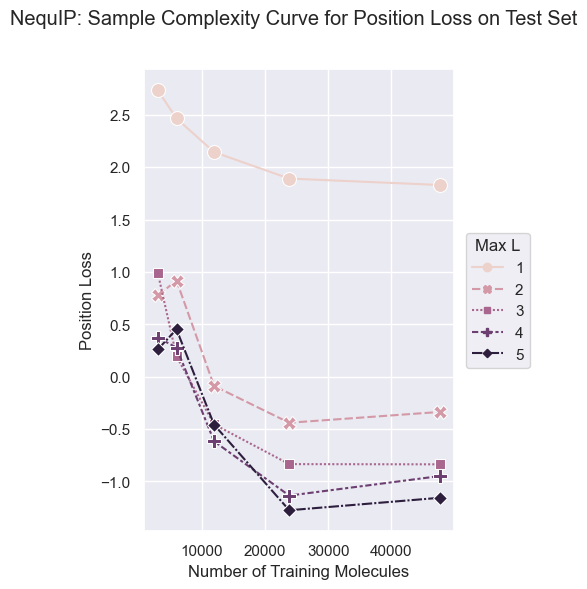 NequIP: Sample Complexity Curve for Position Loss on Test Set
2.5
2.0
1.5
1.0
0.5
0.0
−0.5
−1.0
Position Loss
10000 20000 30000 40000
Number of Training Molecules
Max L
1
2
3
4
5